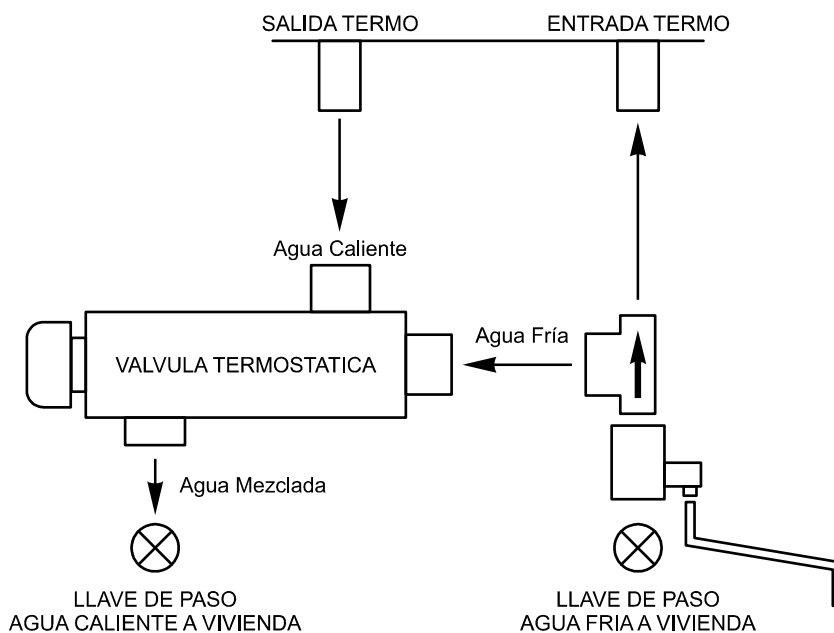 SALIDA TERMO
ENTRADA TERMO
Agua Caliente
Agua Fría
VALVULA TERMOSTATICA
Agua Mezclada
LLAVE DE PASO
AGUA CALIENTE A VIVIENDA
LLAVE DE PASO
AGUA FRIA A VIVIENDA